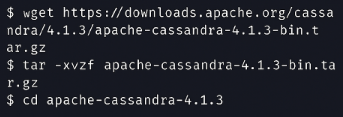 $ wget https://downloads.apache.org/cassa
ndra/4.1.3/apache-cassandra-4.1.3-bin.t
ar.gz
$ tar -xvzf apache-cassandra-4.1.3-bin.ta
r.gz
$ cd apache-cassandra-4.1.3